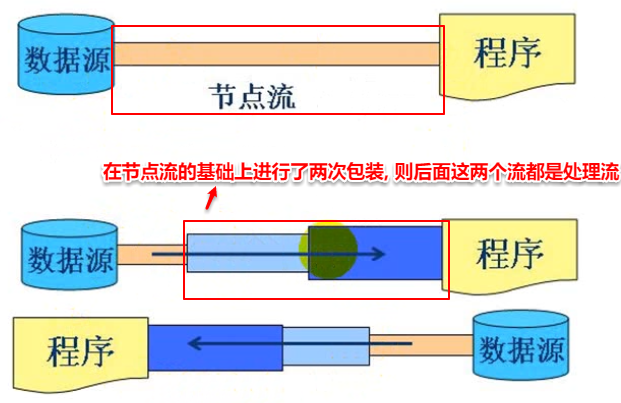 数据源
程序
节点流
在节点流的基础上进行了两次包装, 则后面这两个流都是处理流
数据源
程序
程序
数据源